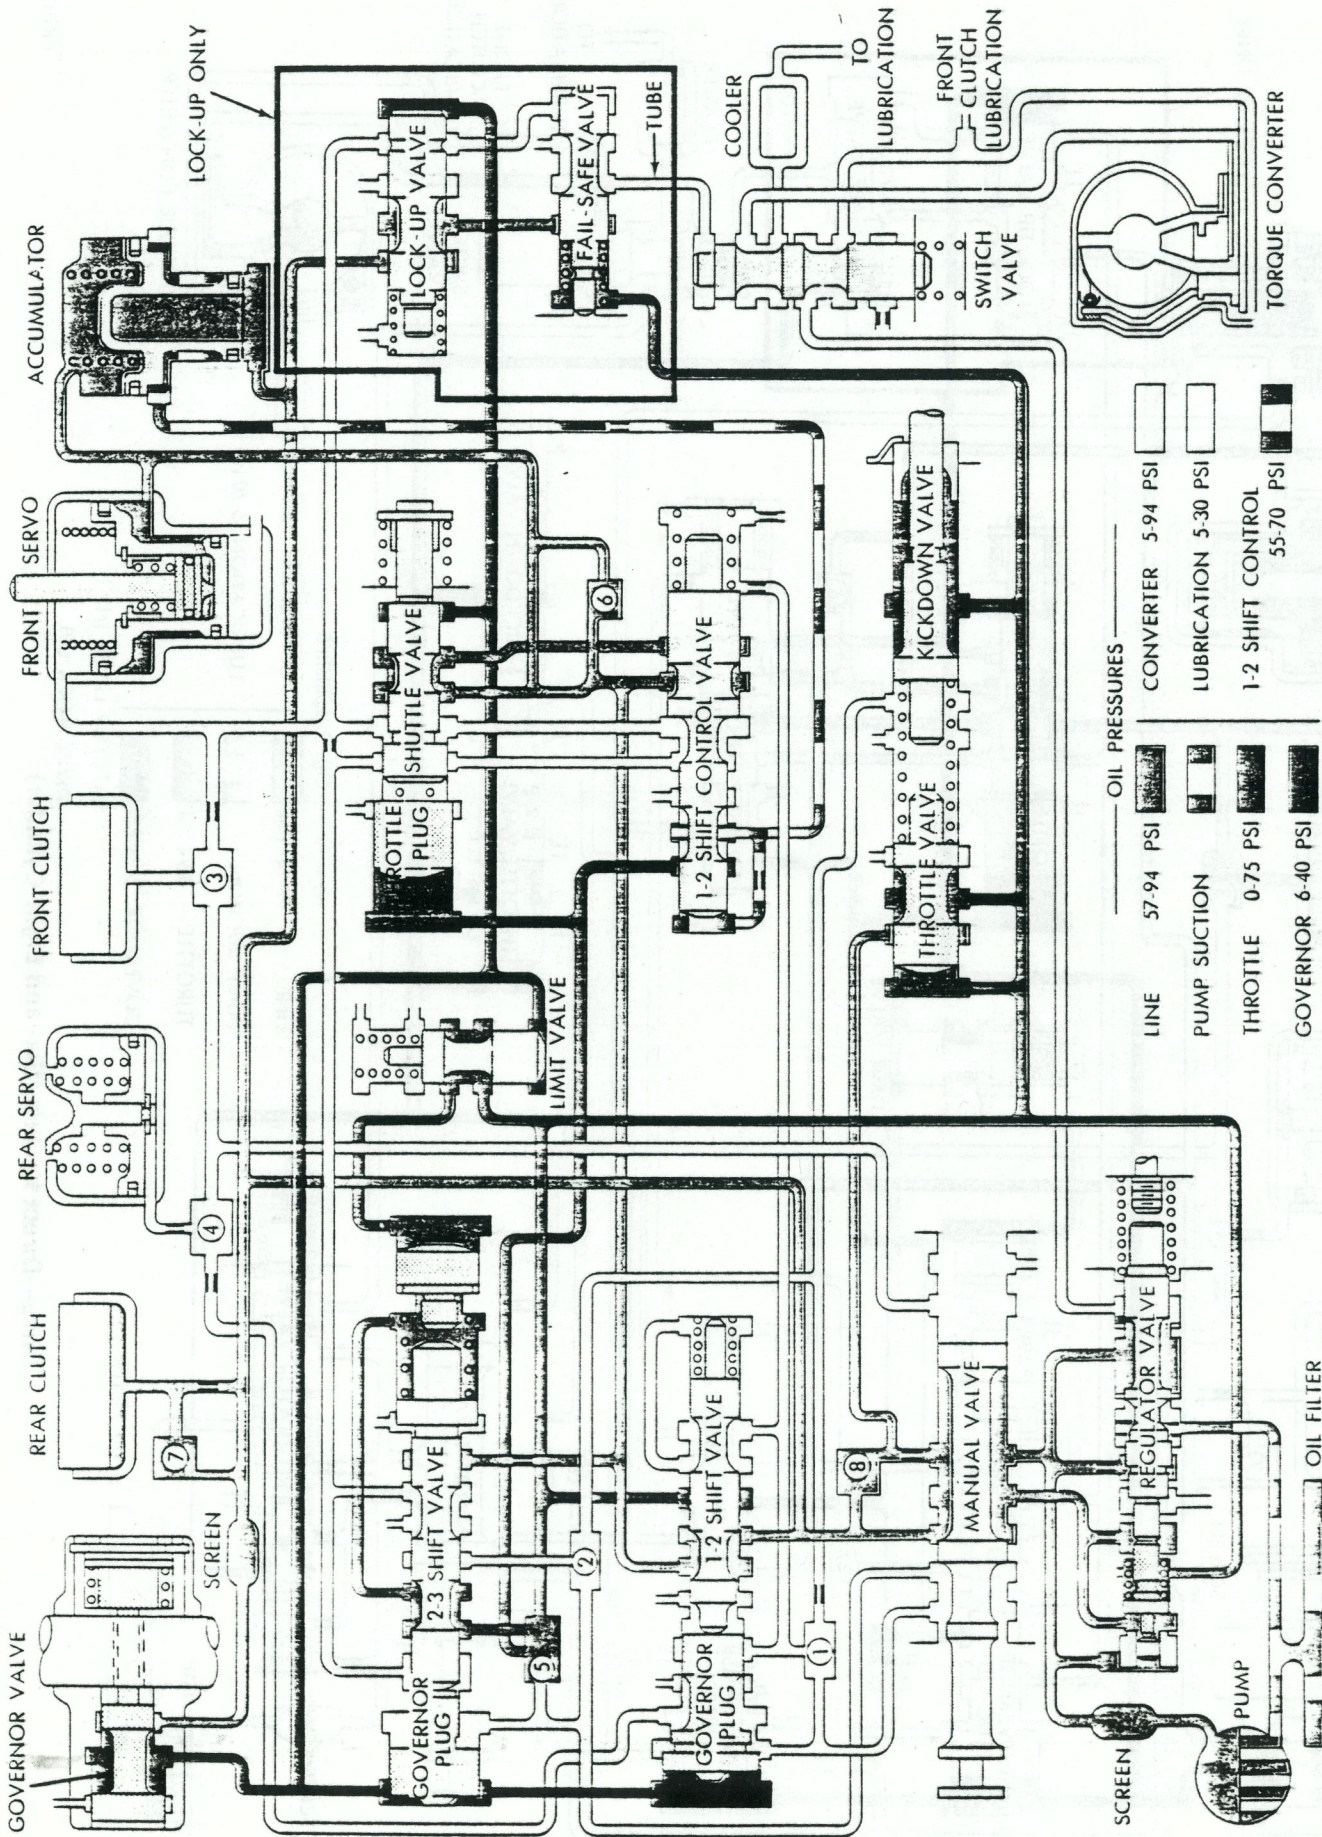 GOVERNOR VALVE
SCREEN
REAR CLUTCH
REAR SERVO
FRONT CLUTCH
FRONT SERVO
ACCUMULATOR
LOCK-UP ONLY
7
4
3
GOVERNOR
PLUG
2-3 SHIFT VALVE
LIMIT VALVE
THROTTLE
PLUG
SHUTTLE VALVE
LOCK-UP VALVE
5
2
6
FAIL-SAFE VALVE
TUBE
GOVERNOR
PLUG
1-2 SHIFT VALVE
1-2 SHIFT CONTROL VALVE
1
8
COOLER
TO
LUBRICATION
FRONT
CLUTCH
LUBRICATION
SWITCH
VALVE
MANUAL VALVE
THROTTLE VALVE
KICKDOWN VALVE
SCREEN
REGULATOR VALVE
PUMP
OIL FILTER
TORQUE CONVERTER
OIL PRESSURES
LINE 57-94 PSI
PUMP SUCTION
THROTTLE 0-75 PSI
GOVERNOR 6-40 PSI
CONVERTER 5-94 PSI
LUBRICATION 5-30 PSI
1-2 SHIFT CONTROL
55-70 PSI